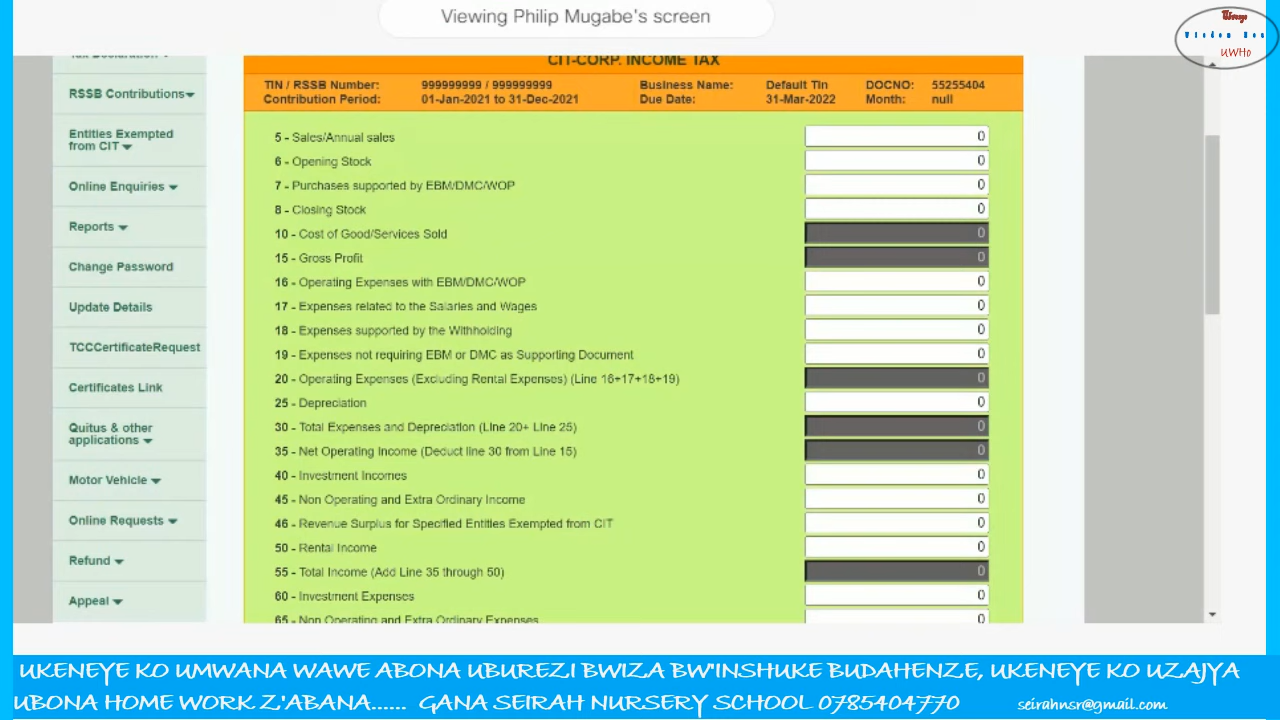 Viewing Philip Mugabe's screen
UWHo
CIT-CORP. INCOME TAX
TIN / RSSB Number: 999999999 / 999999999 Business Name: Default Tin DOCNO: 55255404
Contribution Period: 01-Jan-2021 to 31-Dec-2021 Due Date: 31-Mar-2022 Month: null
Tax Declaration
RSSB Contributions
Entities Exempted
from CIT
Online Enquiries
Reports
Change Password
Update Details
TCCCertificateRequest
Certificates Link
Quitus & other
applications
Motor Vehicle
Online Requests
Refund
Appeal
5 - Sales/Annual sales 0
6 - Opening Stock 0
7 - Purchases supported by EBM/DMC/WOP 0
8 - Closing Stock 0
10 - Cost of Good/Services Sold 0
15 - Gross Profit 0
16 - Operating Expenses with EBM/DMC/WOP 0
17 - Expenses related to the Salaries and Wages 0
18 - Expenses supported by the Withholding 0
19 - Expenses not requiring EBM or DMC as Supporting Document 0
20 - Operating Expenses (Excluding Rental Expenses) (Line 16+17+18+19) 0
25 - Depreciation 0
30 - Total Expenses and Depreciation (Line 20+ Line 25) 0
35 - Net Operating Income (Deduct line 30 from Line 15) 0
40 - Investment Incomes 0
45 - Non Operating and Extra Ordinary Income 0
46 - Revenue Surplus for Specified Entities Exempted from CIT 0
50 - Rental Income 0
55 - Total Income (Add Line 35 through 50) 0
60 - Investment Expenses 0
65 - Non Operating and Extra Ordinary Expenses 0
UKENEYE KO UMWANA WAWE ABONA UBUREZI BWIZA BW"INSHUKE BUDAHENZE, UKENEYE KO UZAJYA
UBONA HOME WORK Z'ABANA...... GANA SEIRAH NURSERY SCHOOL 0785404770 seirahnsr@gmail.com